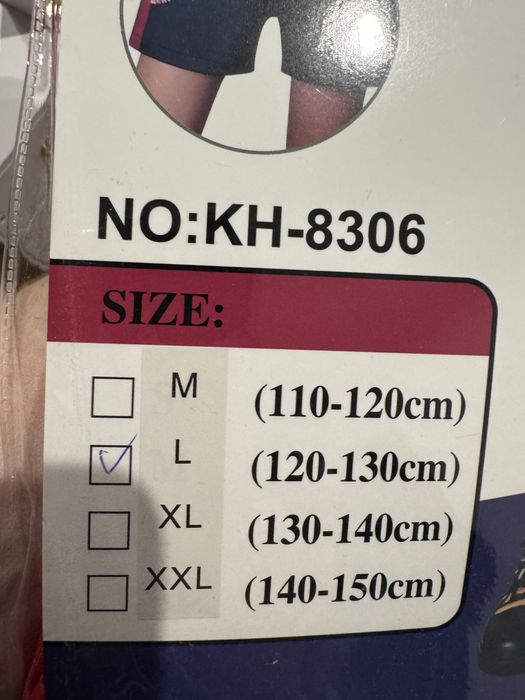 NO:KH-8306
SIZE:
M (110-120cm)
L (120-130cm)
XL (130-140cm)
XXL (140-150cm)